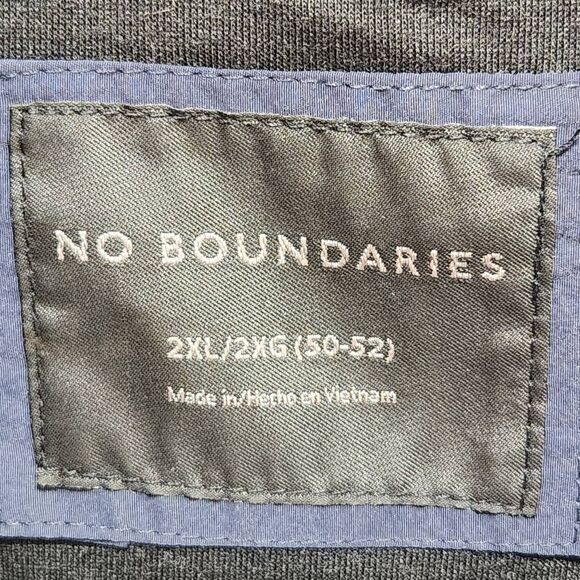 NO BOUNDARIES
2XL/2XG (50-52)
Made in/Hecho en Vietnam